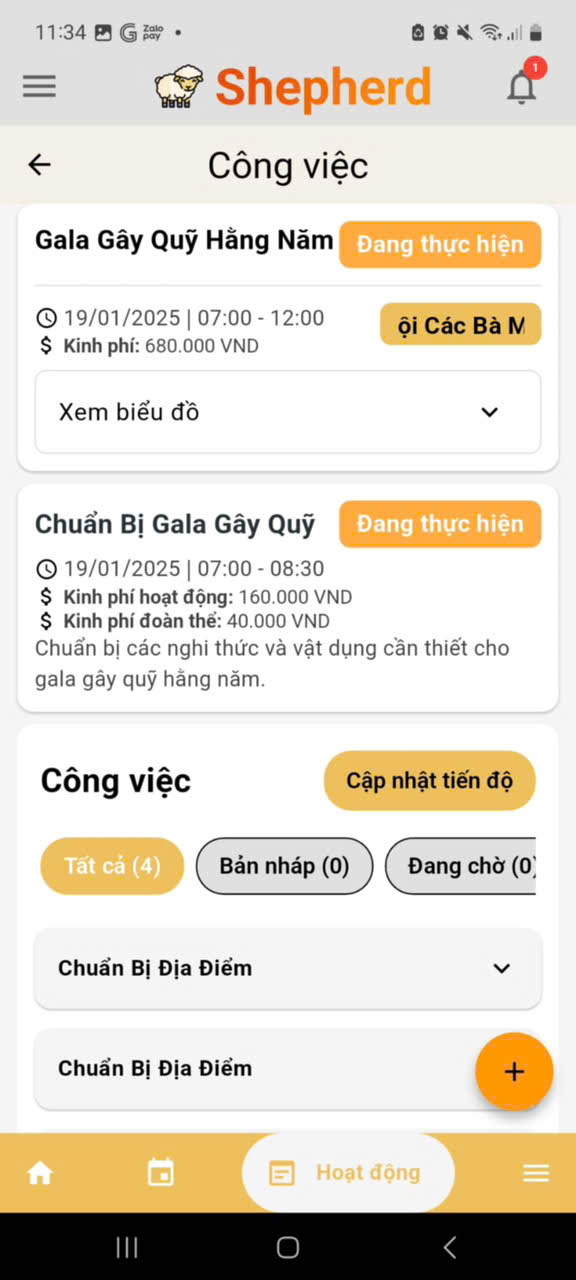 11:34 G Zalo pay
Shepherd 1
Công việc
Gala Gây Quỹ Hằng Năm Đang thực hiện
19/01/2025 | 07:00 - 12:00 ội Các Bà M
$ Kinh phí: 680.000 VND
Xem biểu đồ
Chuẩn Bị Gala Gây Quỹ Đang thực hiện
19/01/2025 | 07:00 - 08:30
$ Kinh phí hoạt động: 160.000 VND
$ Kinh phí đoàn thể: 40.000 VND
Chuẩn bị các nghi thức và vật dụng cần thiết cho
gala gây quỹ hằng năm.
Công việc Cập nhật tiến độ
Tất cả (4) Bản nháp (0) Đang chờ (0)
Chuẩn Bị Địa Điểm
Chuẩn Bị Địa Điểm +
Hoạt động